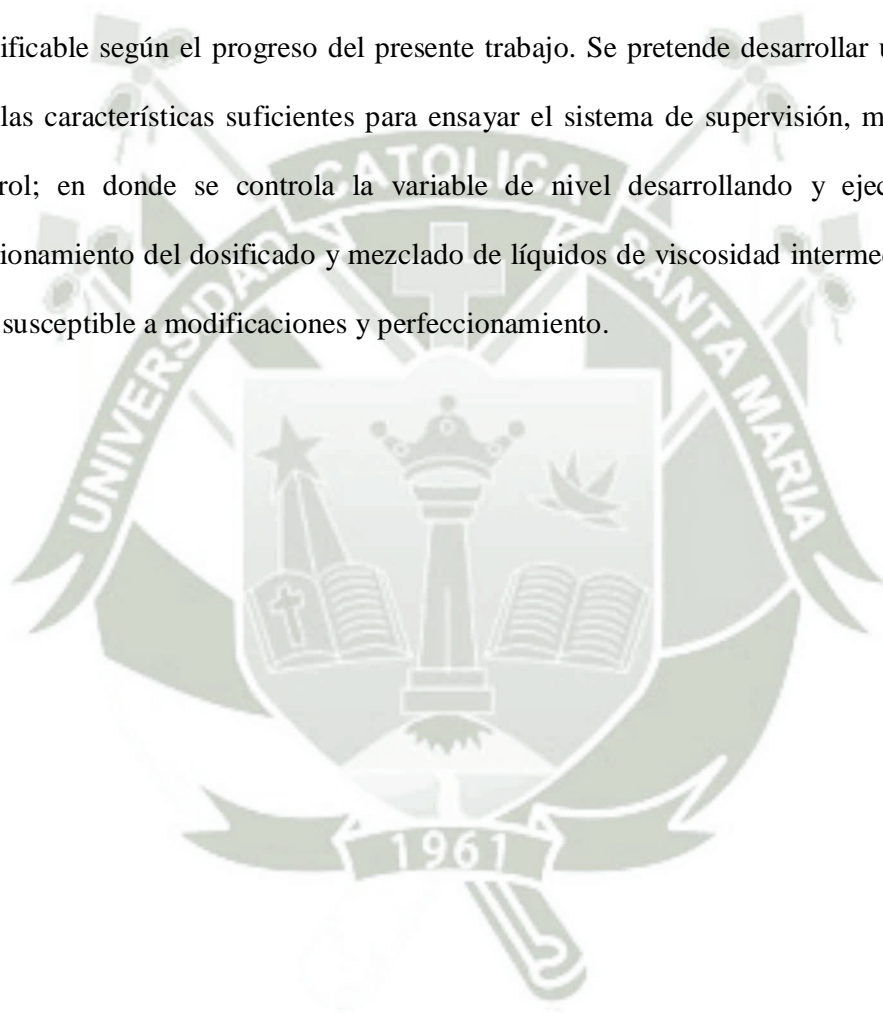 ificable según el progreso del presente trabajo. Se pretende desarrollar u
las características suficientes para ensayar el sistema de supervisión, m
rol; en donde se controla la variable de nivel desarrollando y ejec
ionamiento del dosificado y mezclado de líquidos de viscosidad interme
susceptible a modificaciones y perfeccionamiento.
UNIVERSIDAD CATOLICA SANTA MARIA
1961